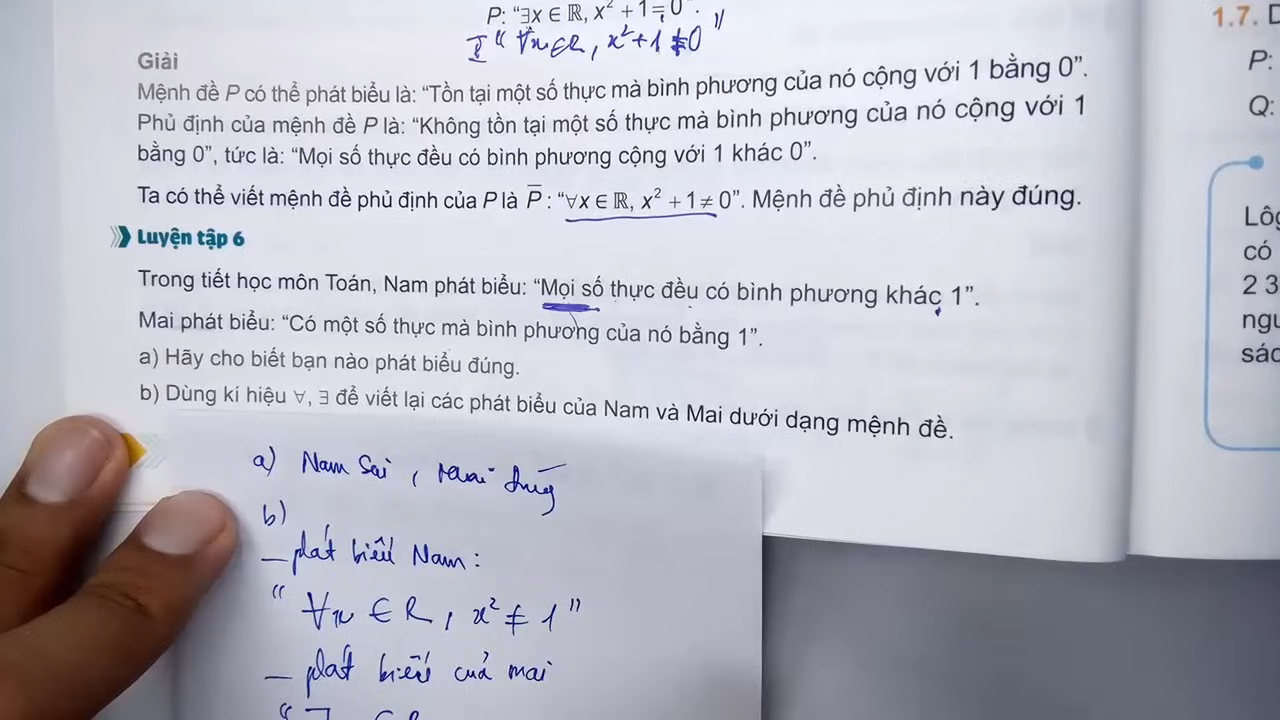 P: “∃x ∈ ℝ, x² + 1 = 0”.
“ ∀x ∈ R, x² + 1 ≠ 0 ”
Giải
Mệnh đề P có thể phát biểu là: “Tồn tại một số thực mà bình phương của nó cộng với 1 bằng 0”.
Phủ định của mệnh đề P là: “Không tồn tại một số thực mà bình phương của nó cộng với 1
bằng 0”, tức là: “Mọi số thực đều có bình phương cộng với 1 khác 0”.
Ta có thể viết mệnh đề phủ định của P là P̅ : “∀x ∈ ℝ, x² + 1 ≠ 0”. Mệnh đề phủ định này đúng.
Luyện tập 6
Trong tiết học môn Toán, Nam phát biểu: “Mọi số thực đều có bình phương khác 1”.
Mai phát biểu: “Có một số thực mà bình phương của nó bằng 1”.
a) Hãy cho biết bạn nào phát biểu đúng.
b) Dùng kí hiệu ∀, ∃ để viết lại các phát biểu của Nam và Mai dưới dạng mệnh đề.
a) Nam Sai, Mai đúng
b)
– phát biểu Nam:
“ ∀x ∈ R, x² ≠ 1 ”
– phát biểu của mai
1.7.
P:
Q:
có
2 3